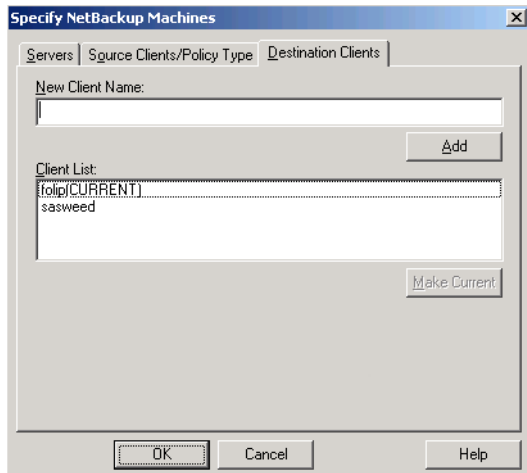 Specify NetBackup Machines
Servers
Source Clients/Policy Type
Destination Clients
New Client Name:
Add
Client List:
folip(CURRENT)
sasweed
Make Current
OK
Cancel
Help